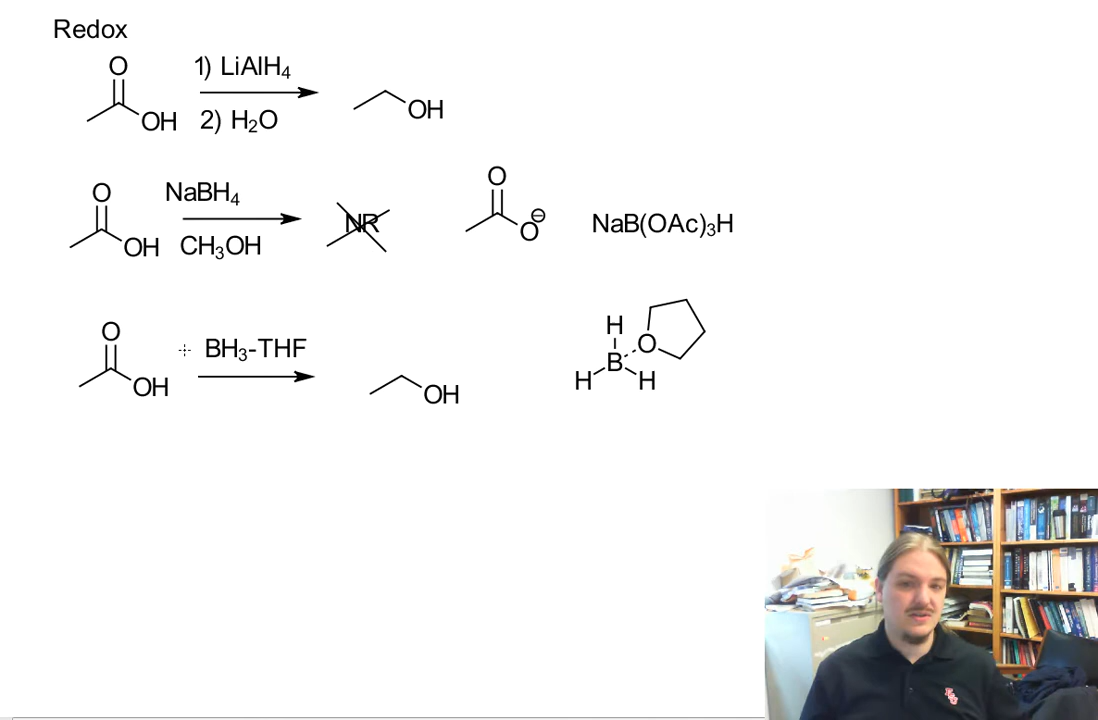 Redox
O
OH
1) LiAlH4
2) H2O
OH
O
OH
NaBH4
CH3OH
NR
O
O⊖
NaB(OAc)3H
O
OH
BH3-THF
OH
H
O
B
H
H